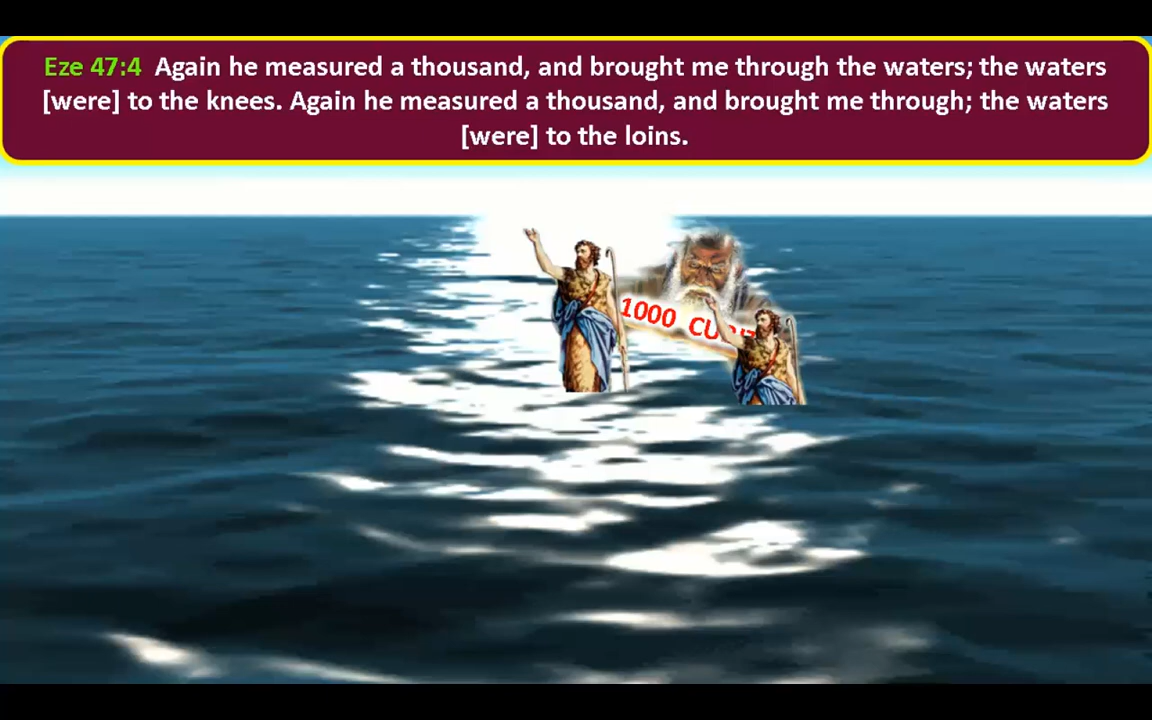 Eze 47:4 Again he measured a thousand, and brought me through the waters; the waters
[were] to the knees. Again he measured a thousand, and brought me through; the waters
[were] to the loins.
1000